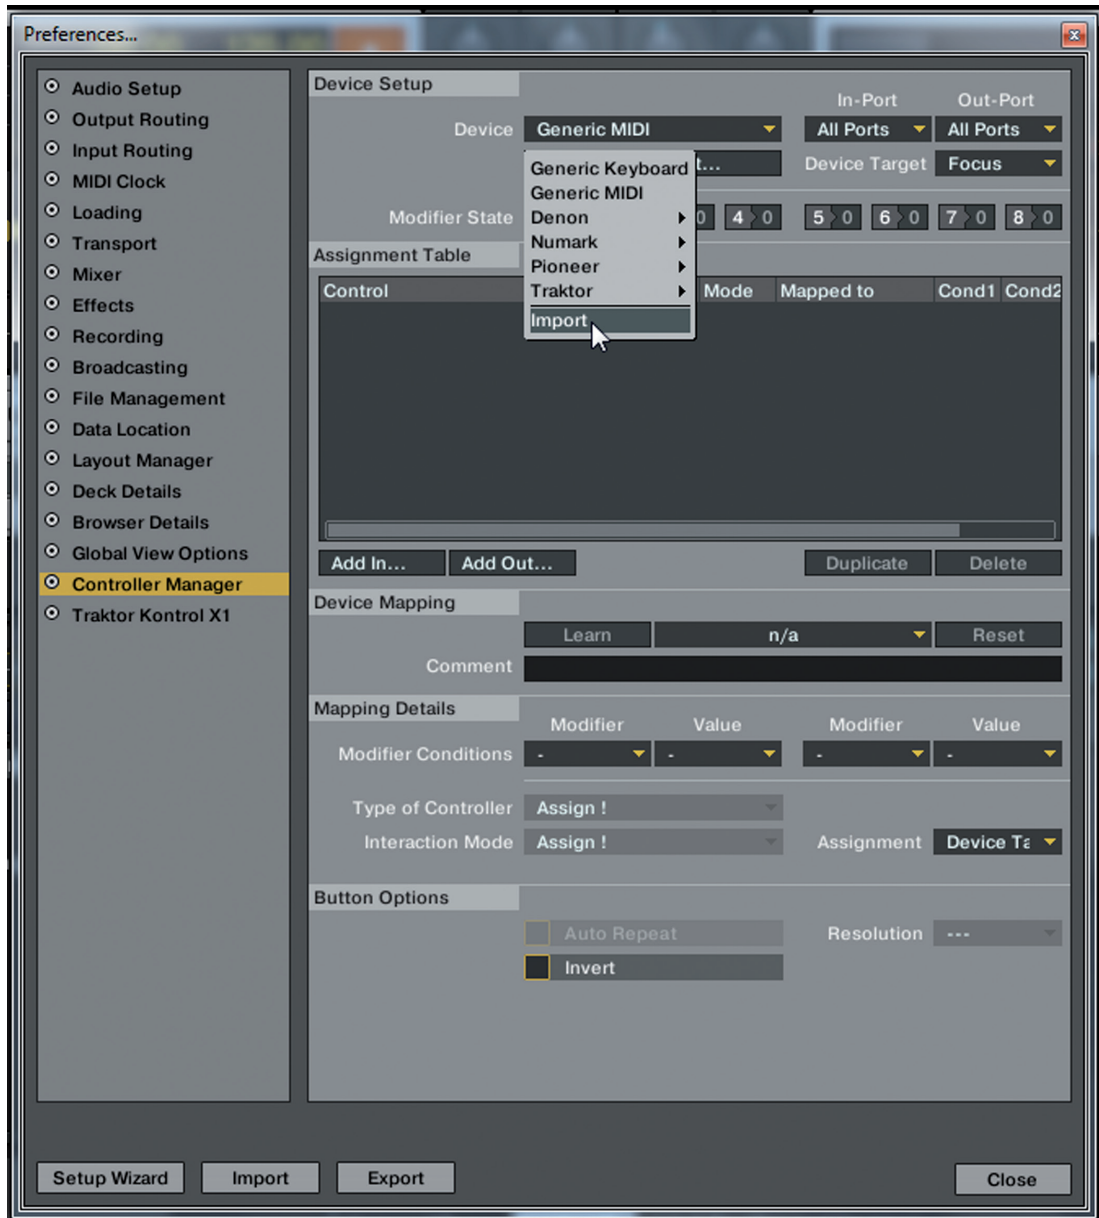 Preferences...
Audio Setup
Output Routing
Input Routing
MIDI Clock
Loading
Transport
Mixer
Effects
Recording
Broadcasting
File Management
Data Location
Layout Manager
Deck Details
Browser Details
Global View Options
Controller Manager
Traktor Kontrol X1
Device Setup
In-Port Out-Port
Device Generic MIDI All Ports All Ports
t... Device Target Focus
Generic Keyboard
Generic MIDI
Denon
Numark
Pioneer
Traktor
Import
Modifier State 0 4 0 5 0 6 0 7 0 8 0
Assignment Table
Control Mode Mapped to Cond1 Cond2
Add In... Add Out... Duplicate Delete
Device Mapping
Learn n/a Reset
Comment
Mapping Details
Modifier Value Modifier Value
Modifier Conditions - - - -
Type of Controller Assign !
Interaction Mode Assign ! Assignment Device Ta
Button Options
Auto Repeat Resolution ---
Invert
Setup Wizard Import Export Close